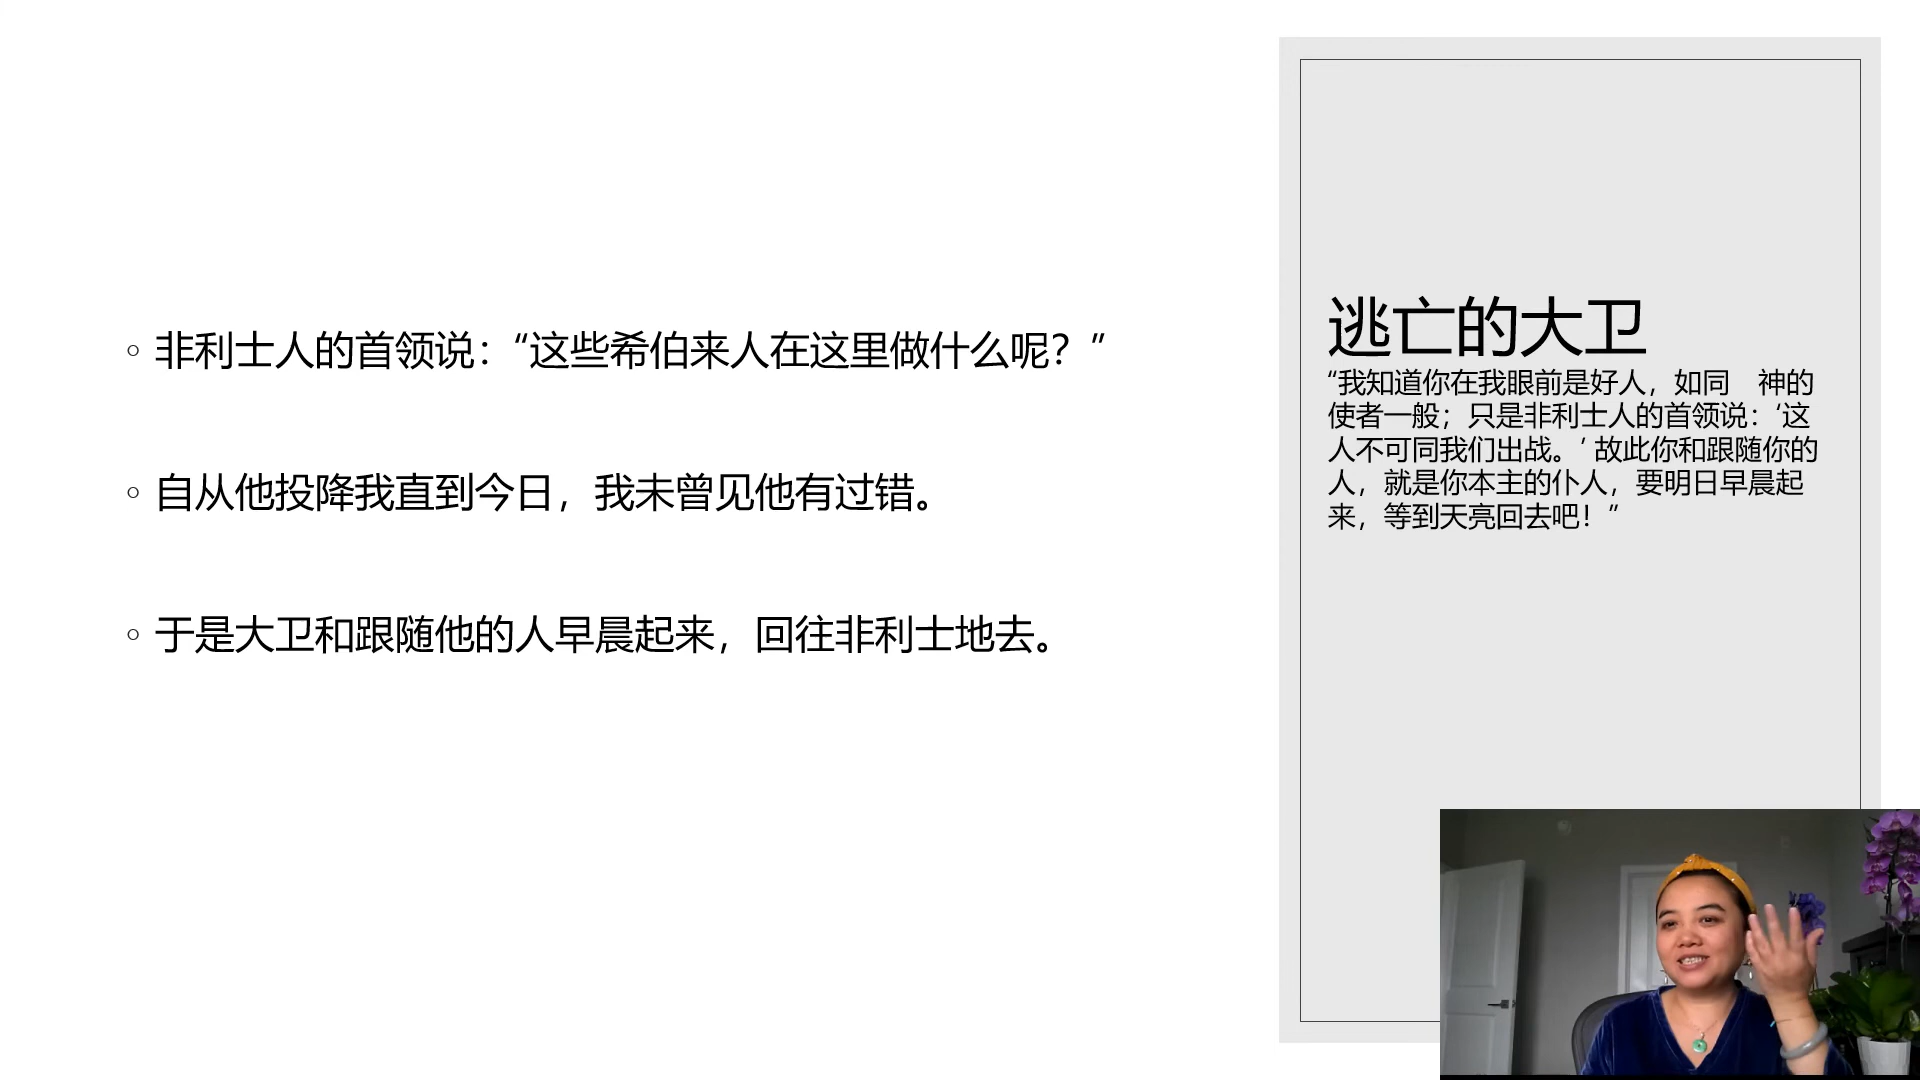 ◦ 非利士人的首领说：“这些希伯来人在这里做什么呢？”
◦ 自从他投降我直到今日，我未曾见他有过错。
◦ 于是大卫和跟随他的人早晨起来，回往非利士地去。
逃亡的大卫
“我知道你在我眼前是好人，如同　神的
使者一般；只是非利士人的首领说：‘这
人不可同我们出战。’故此你和跟随你的
人，就是你本主的仆人，要明日早晨起
来，等到天亮回去吧！”